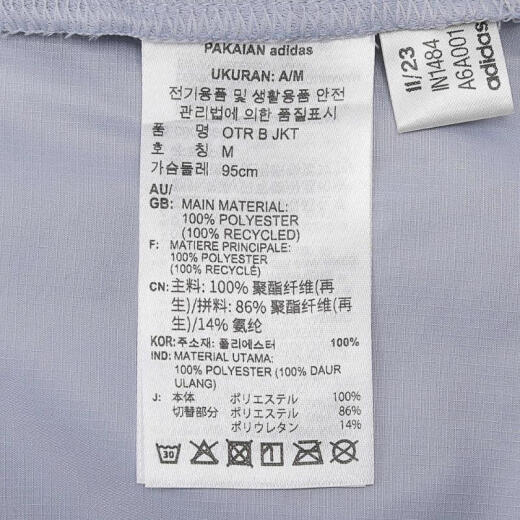 PAKAIAN adidas
UKURAN: A/M
전기용품 및 생활용품 안전
관리법에 의한 품질표시
품 명 OTR B JKT
호 칭 M
가슴둘레 95cm
AU/
GB: MAIN MATERIAL:
100% POLYESTER
(100% RECYCLED)
F: MATIERE PRINCIPALE:
100% POLYESTER
(100% RECYCLÉ)
CN: 主料: 100% 聚酯纤维(再
生)/拼料: 86% 聚酯纤维(再
生)/14% 氨纶
KOR: 주소재: 폴리에스터 100%
IND: MATERIAL UTAMA:
100% POLYESTER (100% DAUR
ULANG)
J: 本体 ポリエステル 100%
切替部分 ポリエステル 86%
ポリウレタン 14%
30
11/23
IN1484
A6A001
adidas